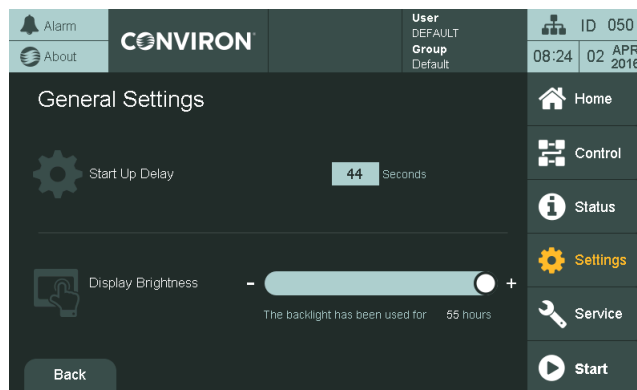 Alarm
About
CONVIRON
User
DEFAULT
Group
Default
ID 050
08:24 02 APR 2016
General Settings
Start Up Delay 44 Seconds
Display Brightness - +
The backlight has been used for 55 hours
Back
Home
Control
Status
Settings
Service
Start